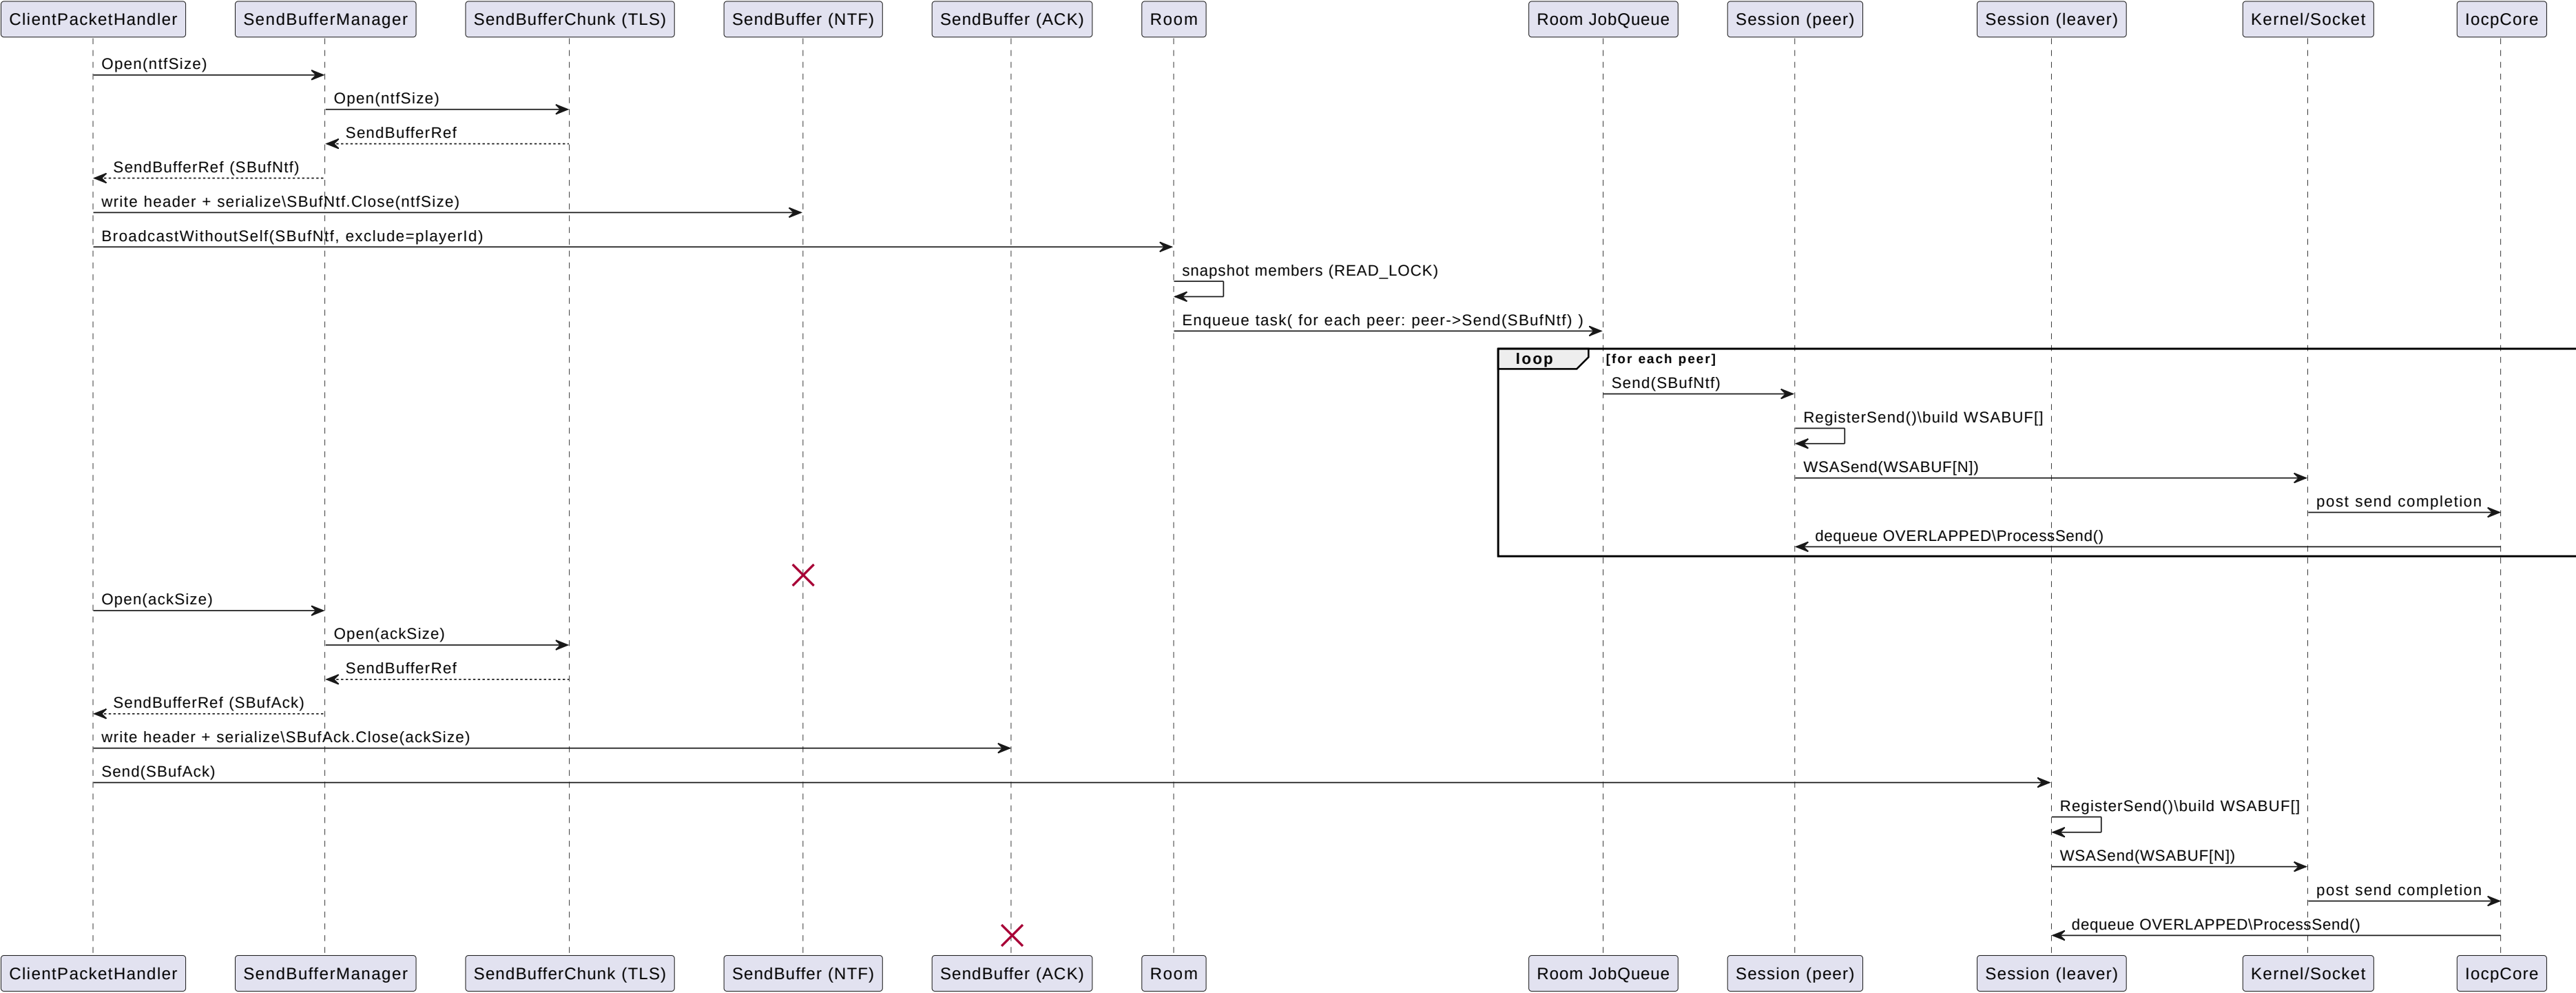 ClientPacketHandler
SendBufferManager
SendBufferChunk (TLS)
SendBuffer (NTF)
SendBuffer (ACK)
Room
Room JobQueue
Session (peer)
Session (leaver)
Kernel/Socket
IocpCore
Open(ntfSize)
Open(ntfSize)
SendBufferRef
SendBufferRef (SBufNtf)
write header + serialize\SBufNtf.Close(ntfSize)
BroadcastWithoutSelf(SBufNtf, exclude=playerId)
snapshot members (READ_LOCK)
Enqueue task( for each peer: peer->Send(SBufNtf) )
loop
[for each peer]
Send(SBufNtf)
RegisterSend()\build WSABUF[]
WSASend(WSABUF[N])
post send completion
dequeue OVERLAPPED\ProcessSend()
Open(ackSize)
Open(ackSize)
SendBufferRef
SendBufferRef (SBufAck)
write header + serialize\SBufAck.Close(ackSize)
Send(SBufAck)
RegisterSend()\build WSABUF[]
WSASend(WSABUF[N])
post send completion
dequeue OVERLAPPED\ProcessSend()
ClientPacketHandler
SendBufferManager
SendBufferChunk (TLS)
SendBuffer (NTF)
SendBuffer (ACK)
Room
Room JobQueue
Session (peer)
Session (leaver)
Kernel/Socket
IocpCore